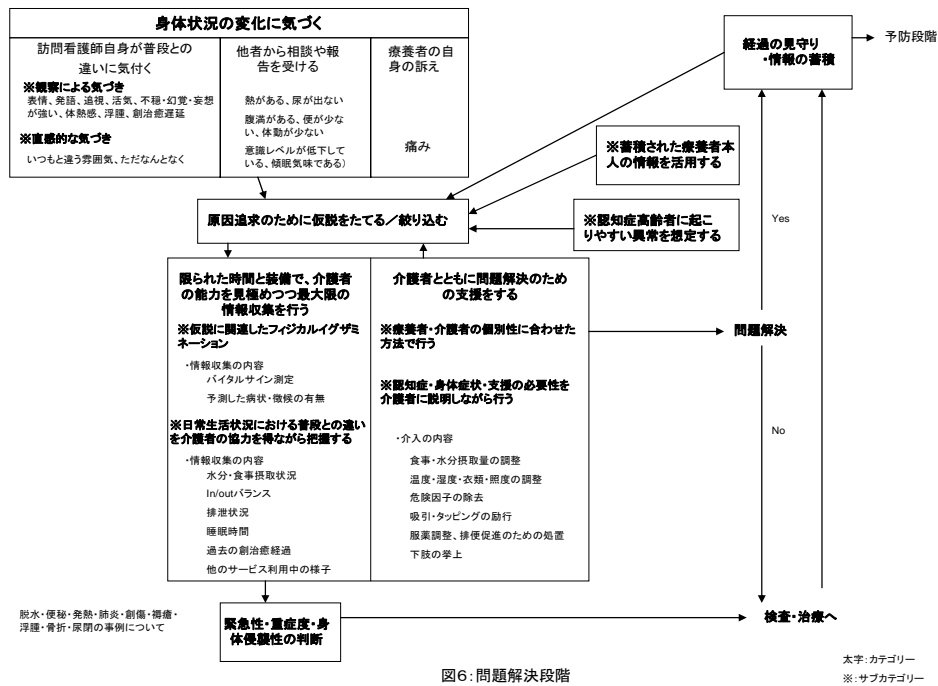 身体状況の変化に気づく
訪問看護師自身が普段との
違いに気付く
※観察による気づき
表情、発語、追視、活気、不穏・幻覚・妄想
が強い、体熱感、浮腫、創治癒遅延
※直感的な気づき
いつもと違う雰囲気、ただなんとなく
他者から相談や報
告を受ける
熱がある、尿が出ない
腹満がある、便が少な
い、体動が少ない
意識レベルが低下して
いる、傾眠気味である）
療養者の自
身の訴え
痛み
経過の見守り
・情報の蓄積
予防段階
※蓄積された療養者本
人の情報を活用する
※認知症高齢者に起こ
りやすい異常を想定する
原因追求のために仮説をたてる／絞り込む
限られた時間と装備で、介護者
の能力を見極めつつ最大限の
情報収集を行う
※仮説に関連したフィジカルイグザミ
ネーション
・情報収集の内容
バイタルサイン測定
予測した病状・徴候の有無
※日常生活状況における普段との違い
を介護者の協力を得ながら把握する
・情報収集の内容
水分・食事摂取状況
In/outバランス
排泄状況
睡眠時間
過去の創治癒経過
他のサービス利用中の様子
介護者とともに問題解決のため
の支援をする
※療養者・介護者の個別性に合わせた
方法で行う
※認知症・身体症状・支援の必要性を
介護者に説明しながら行う
・介入の内容
食事・水分摂取量の調整
温度・湿度・衣類・照度の調整
危険因子の除去
吸引・タッピングの励行
服薬調整、排便促進のための処置
下肢の挙上
Yes
問題解決
No
検査・治療へ
緊急性・重症度・身
体侵襲性の判断
脱水・便秘・発熱・肺炎・創傷・褥瘡・
浮腫・骨折・尿閉の事例について
図6：問題解決段階
太字：カテゴリー
※：サブカテゴリー